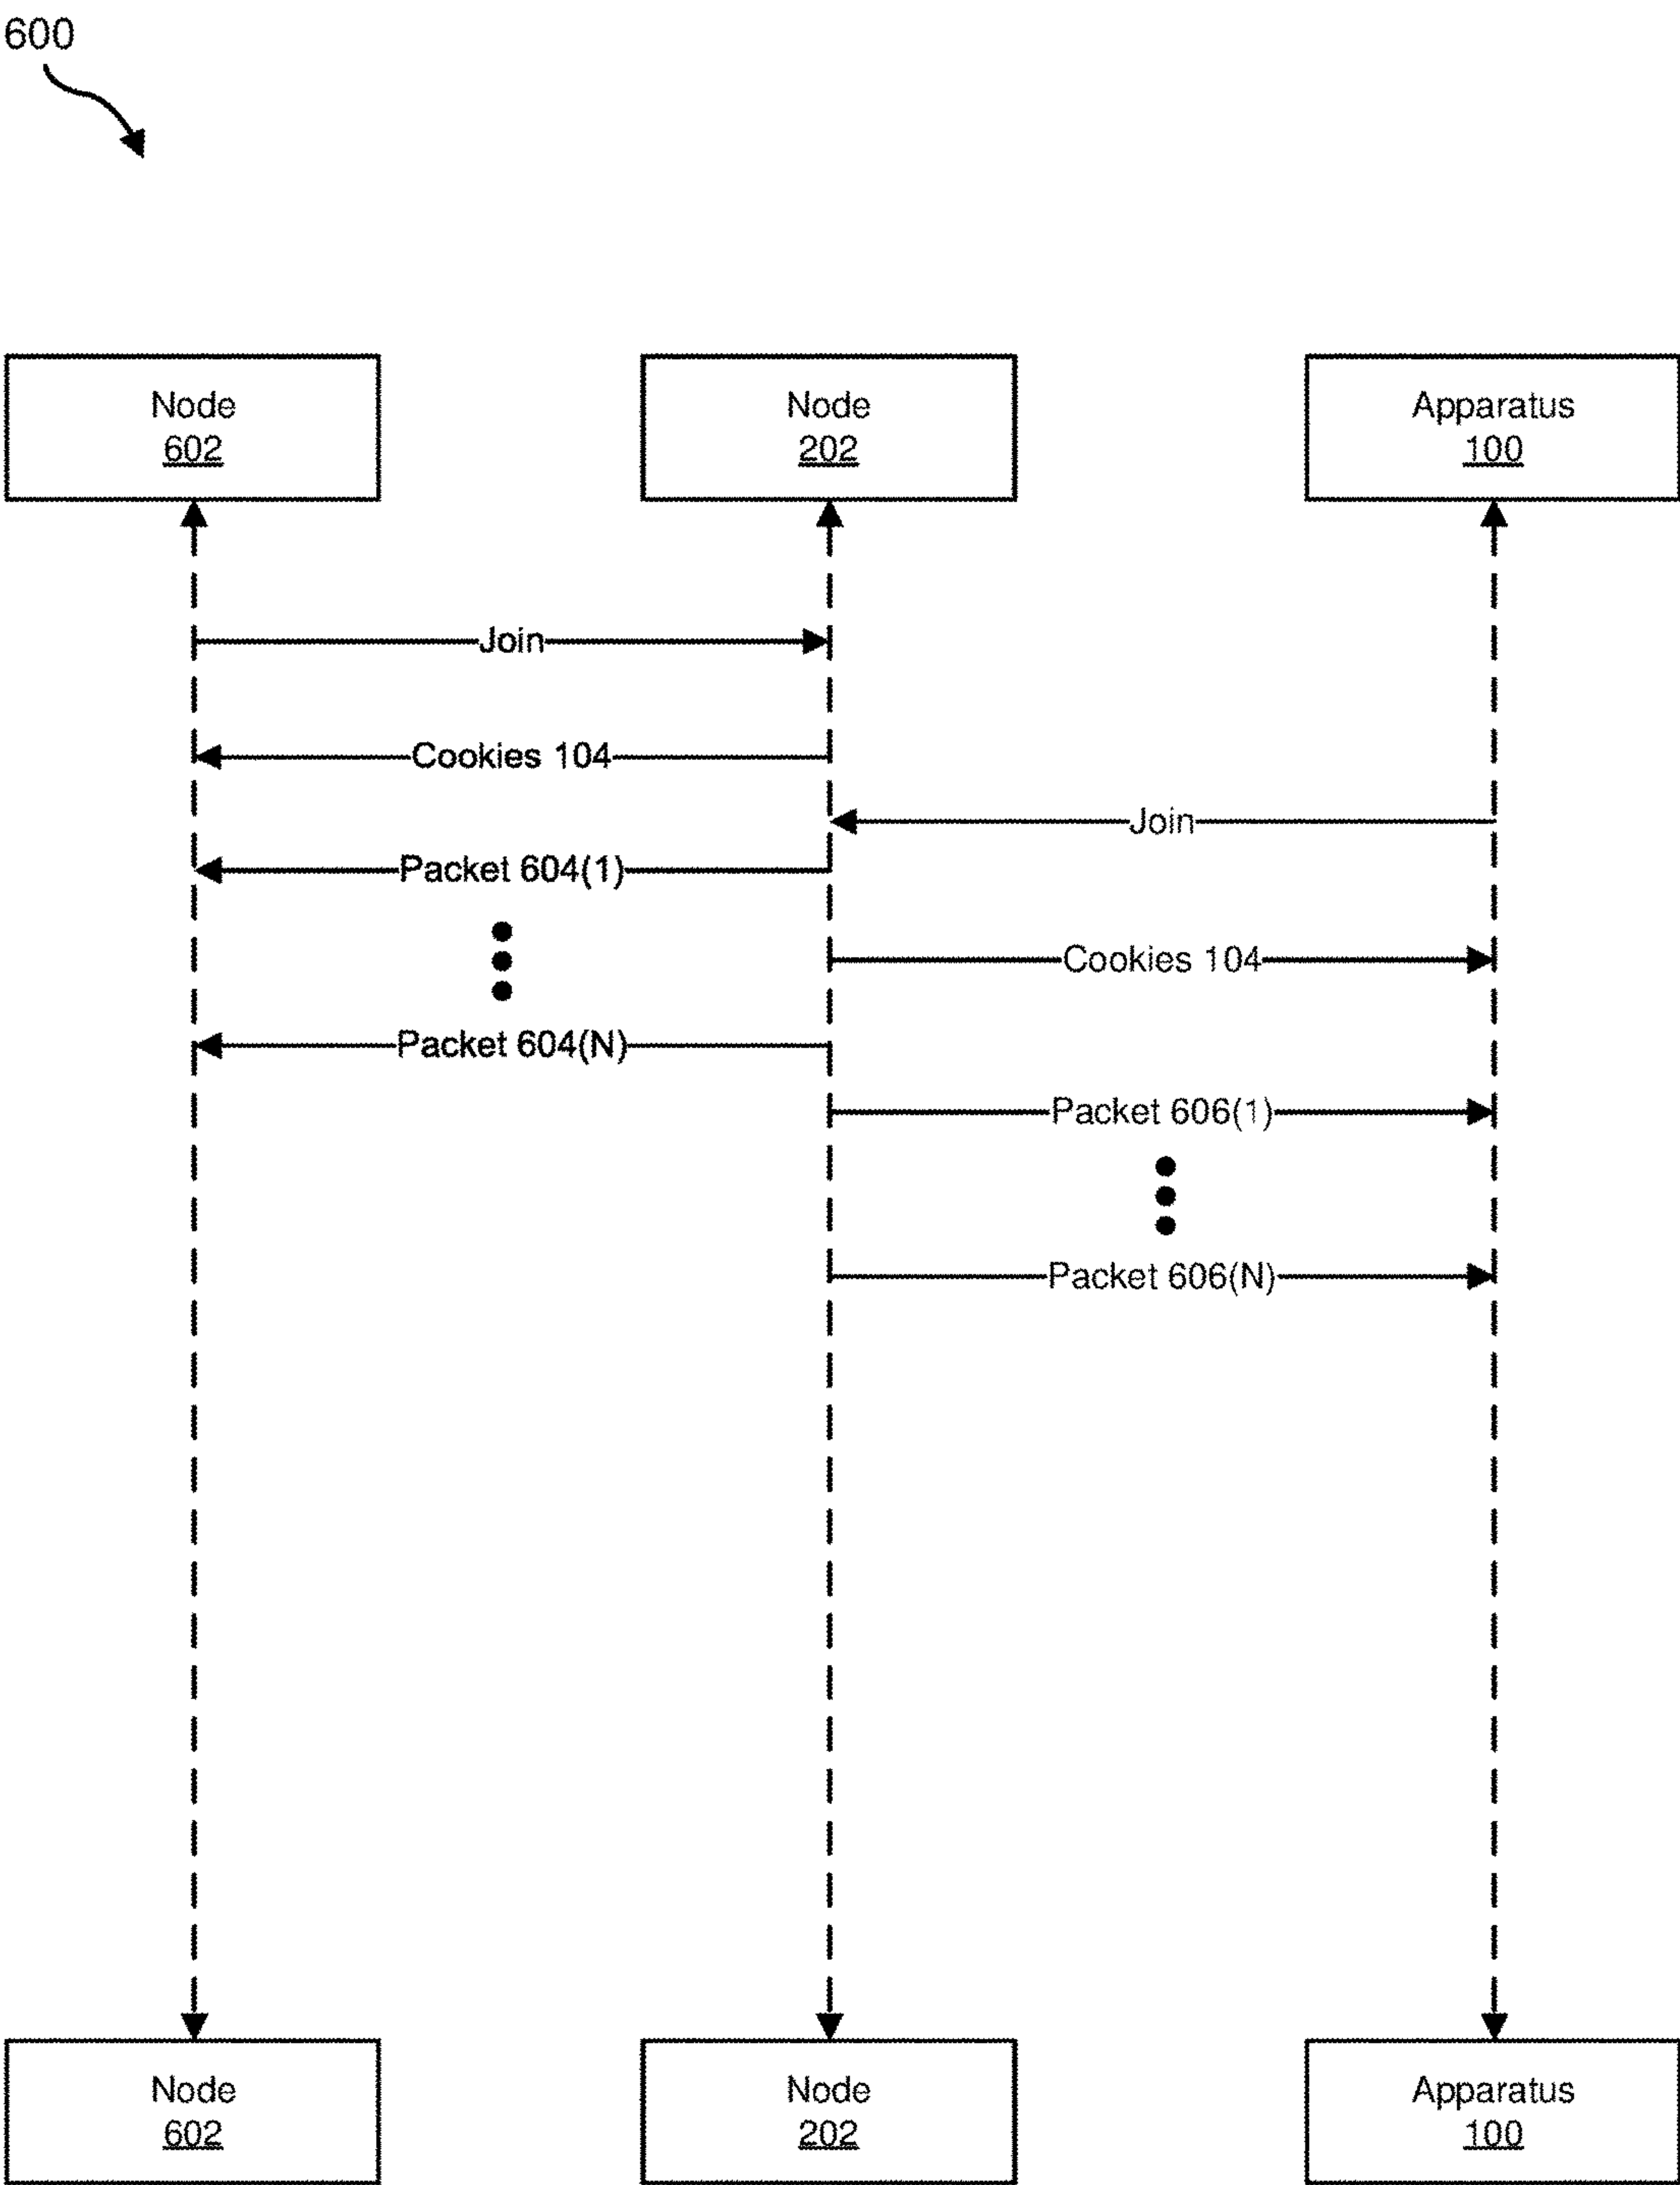 600
Node
602
Node
202
Apparatus
100
Join
Cookies 104
Join
Packet 604(1)
Cookies 104
Packet 604(N)
Packet 606(1)
Packet 606(N)
Node
602
Node
202
Apparatus
100